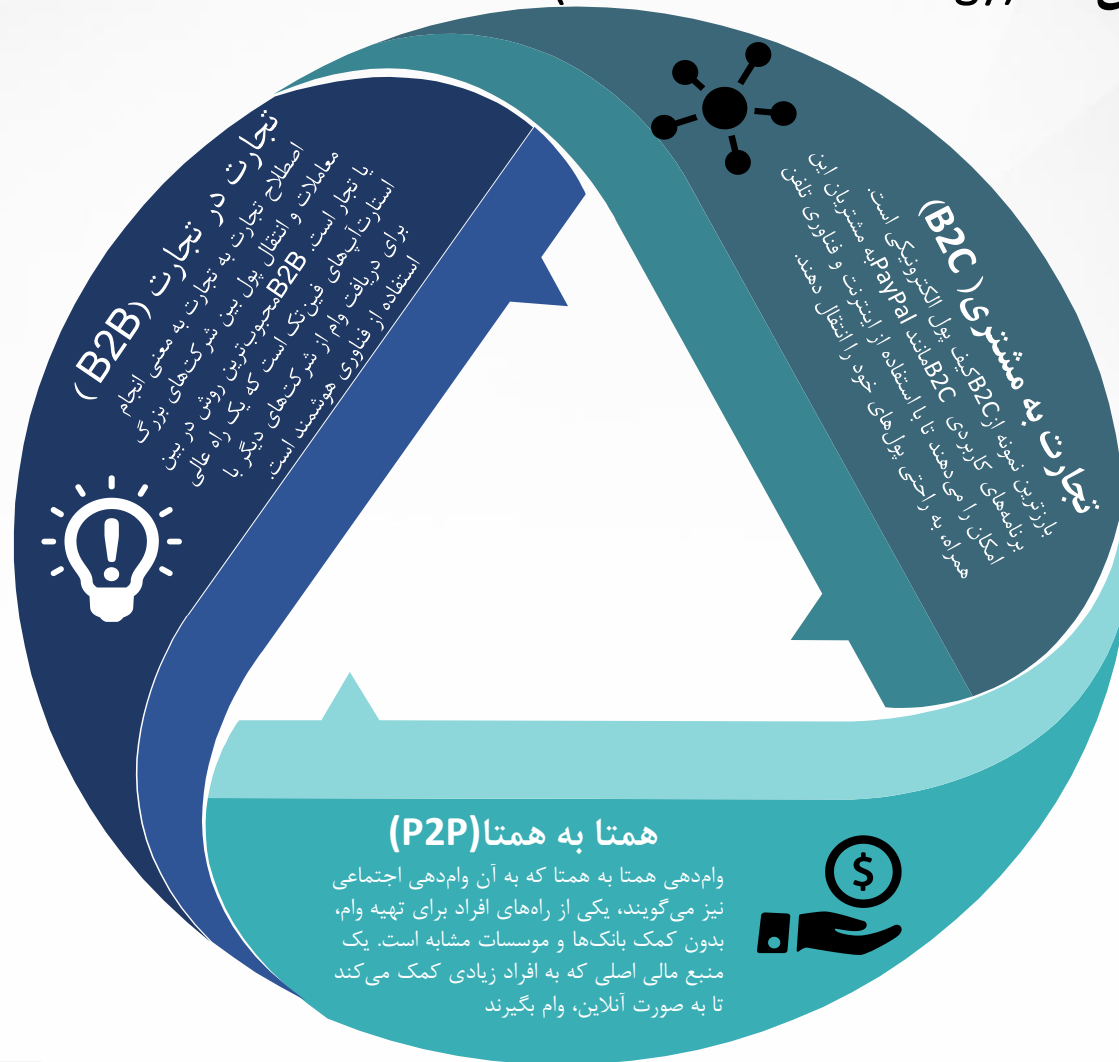 تجارت در تجارت (B2B)
اصطلاح تجارت به تجارت به معنی انجام
معاملات و انتقال پول بین شرکت‌های بزرگ
یا تجار است. B2Bمحبوب‌ترین روش در بین
استارت‌آپ‌های فین‌تک است که یک راه عالی
برای دریافت وام از شرکت‌های دیگر با
استفاده از فناوری هوشمند است.
تجارت به مشتری( B2C)
بارزترین نمونه ازB2Cکیف پول الکترونیکی است.
برنامه‌های کاربردی B2Cمانند PayPalبه مشتریان این
امکان را می‌دهند تا با استفاده از اینترنت و فناوری تلفن
همراه، به راحتی پول‌های خود را انتقال دهند.
همتا به همتا(P2P)
وام‌دهی همتا به همتا که به آن وام‌دهی اجتماعی
نیز می‌گویند، یکی از راه‌های افراد برای تهیه وام،
بدون کمک بانک‌ها و موسسات مشابه است. یک
منبع مالی اصلی که به افراد زیادی کمک می‌کند
تا به صورت آنلاین، وام بگیرند
$